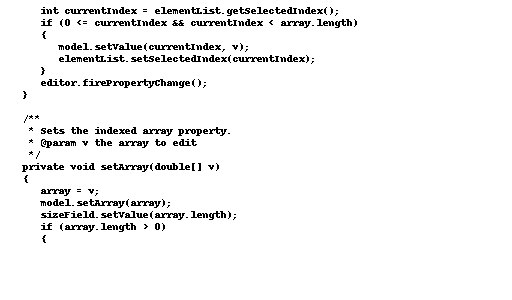 int currentIndex = elementList.getSelectedIndex();
if (0 <= currentIndex && currentIndex < array.length)
{
model.setValue(currentIndex, v);
elementList.setSelectedIndex(currentIndex);
}
editor.firePropertyChange();
}
/**
* Sets the indexed array property.
* @param v the array to edit
*/
private void setArray(double[] v)
{
array = v;
model.setArray(array);
sizeField.setValue(array.length);
if (array.length > 0)
{